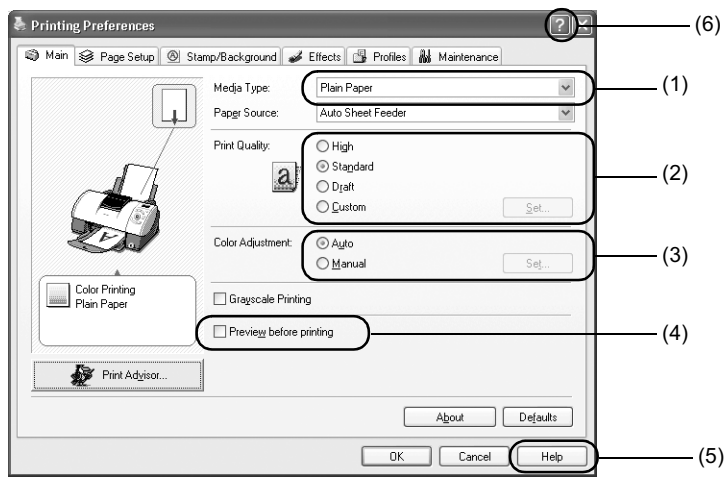 Printing Preferences ? (6)
Main Page Setup Stamp/Background Effects Profiles Maintenance
Media Type: Plain Paper (1)
Paper Source: Auto Sheet Feeder
Print Quality: High
a Standard
Draft (2)
Custom Set...
Color Adjustment: Auto (3)
Manual Set...
Color Printing
Plain Paper
Grayscale Printing
Preview before printing (4)
Print Advisor...
About Defaults
OK Cancel Help (5)